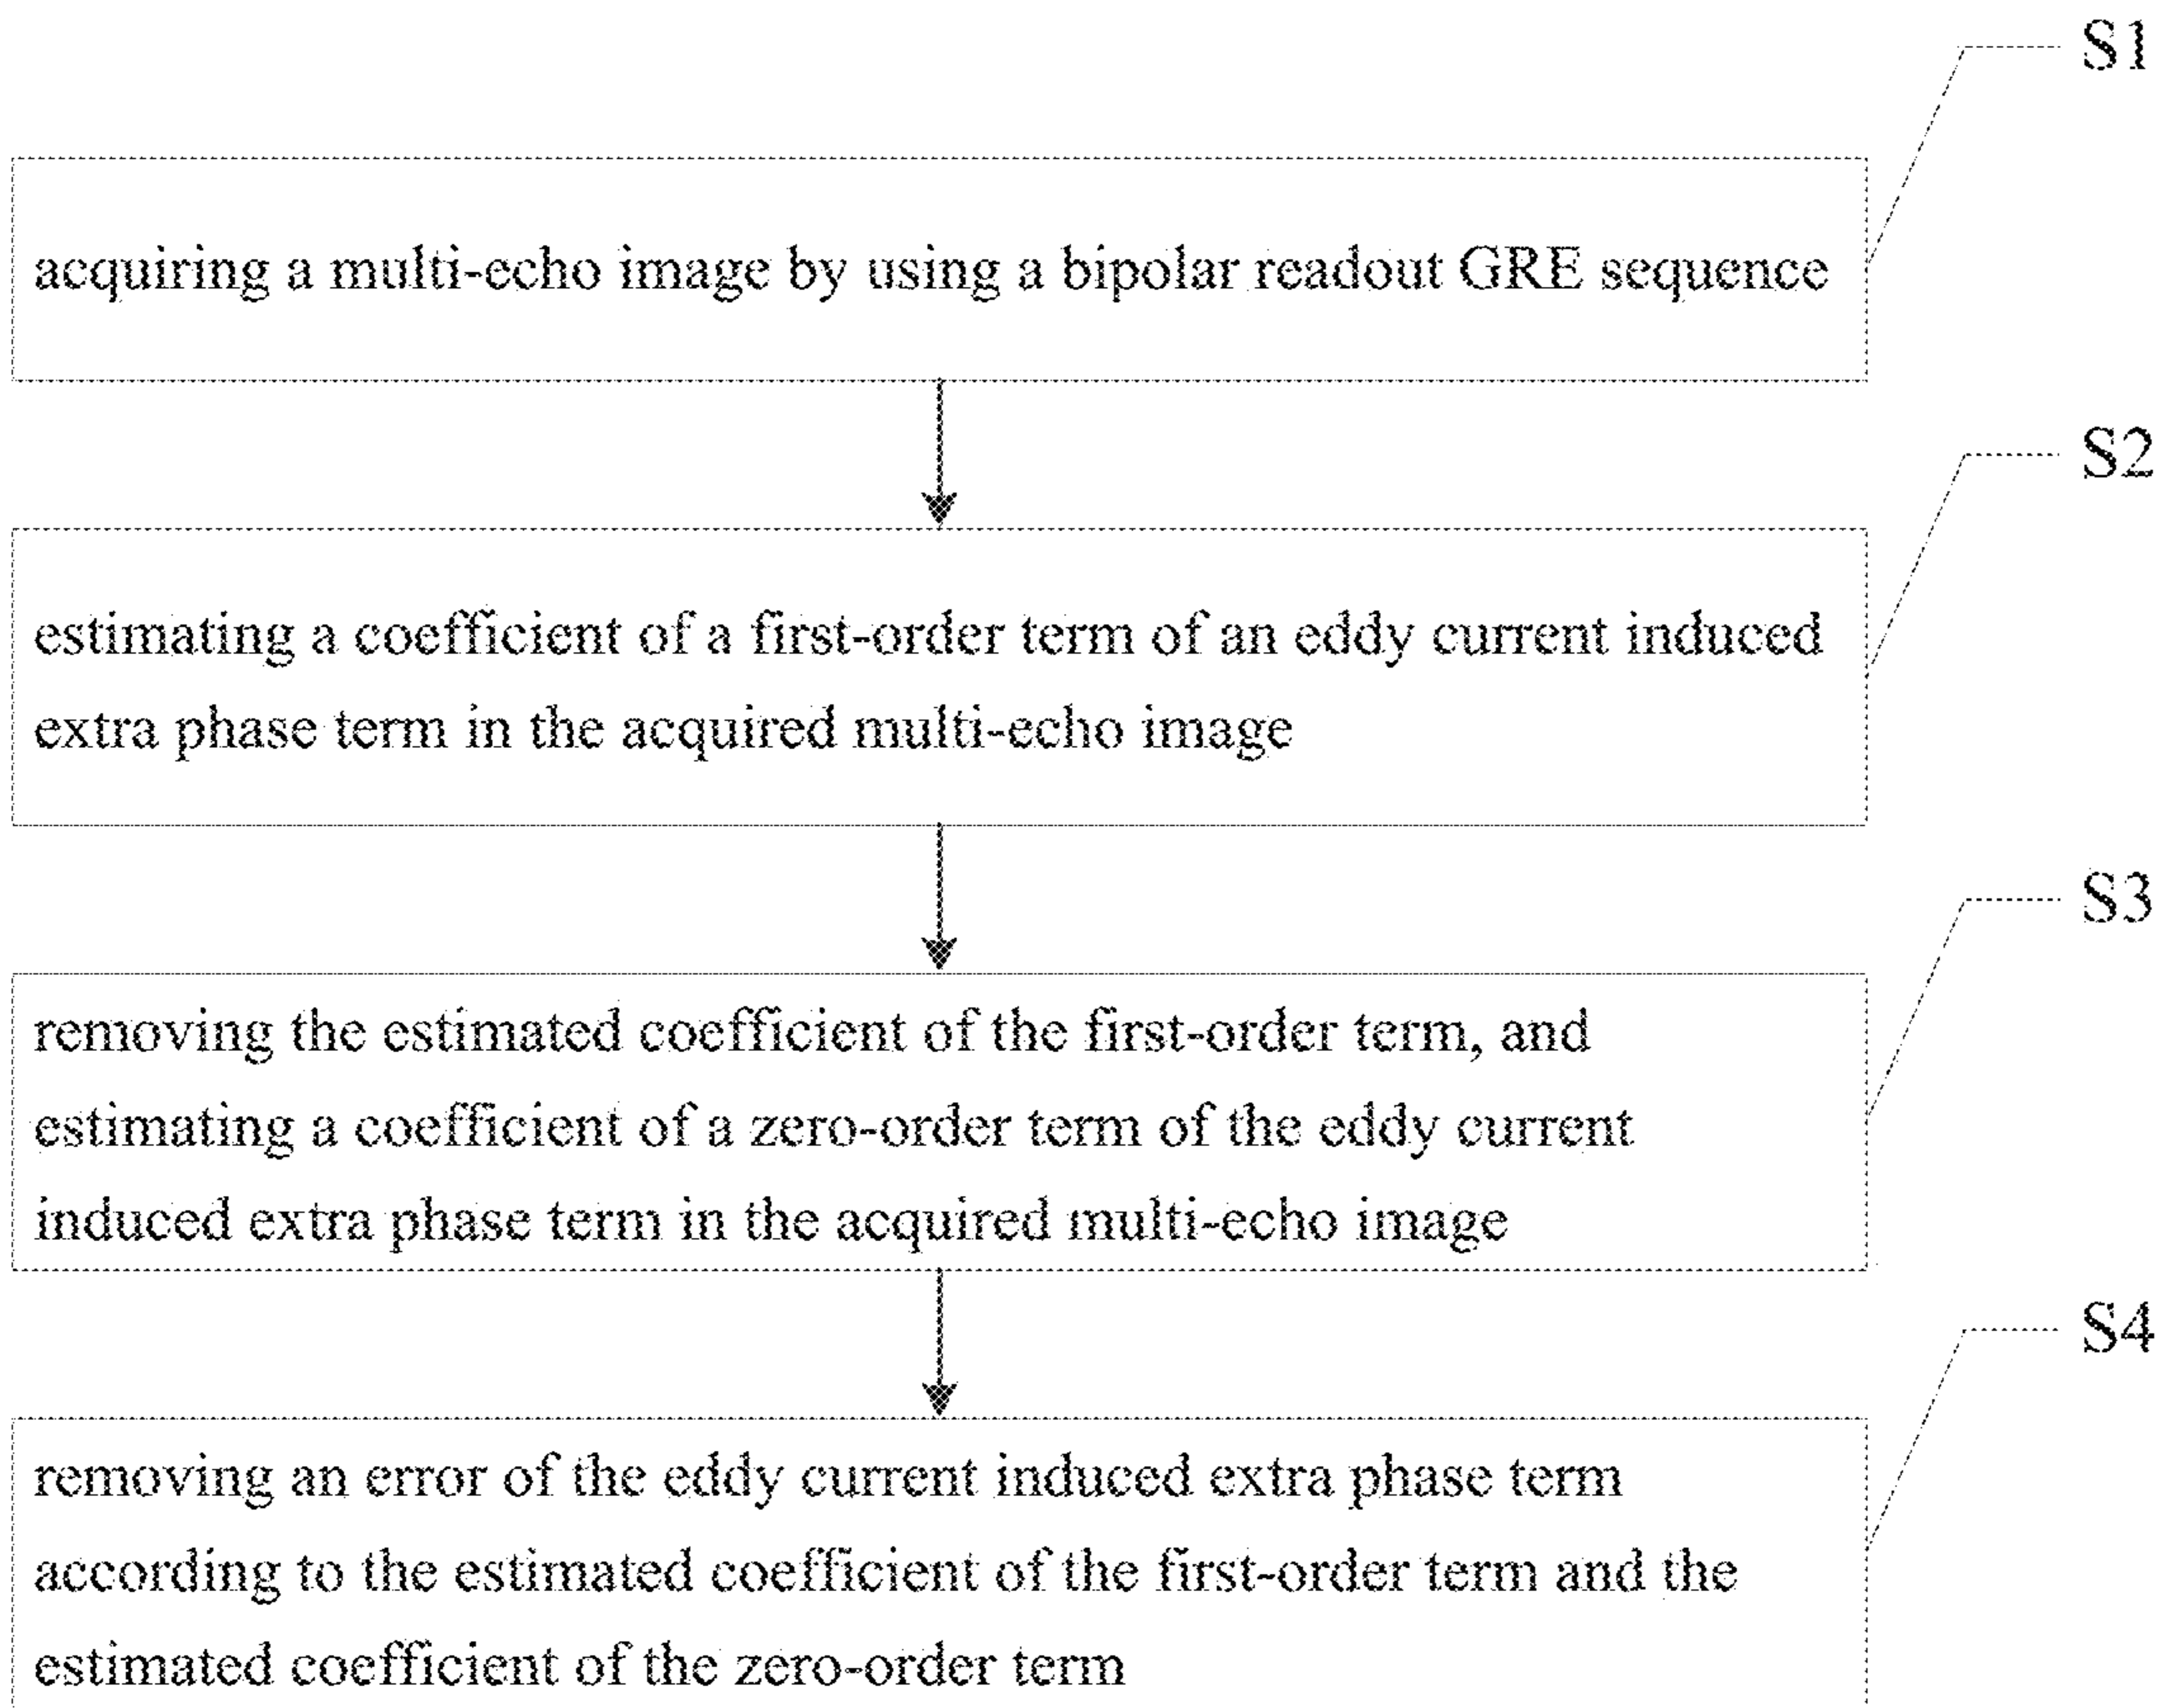 S1
acquiring a multi-echo image by using a bipolar readout GRE sequence
S2
estimating a coefficient of a first-order term of an eddy current induced
extra phase term in the acquired multi-echo image
S3
removing the estimated coefficient of the first-order term, and
estimating a coefficient of a zero-order term of the eddy current
induced extra phase term in the acquired multi-echo image
S4
removing an error of the eddy current induced extra phase term
according to the estimated coefficient of the first-order term and the
estimated coefficient of the zero-order term